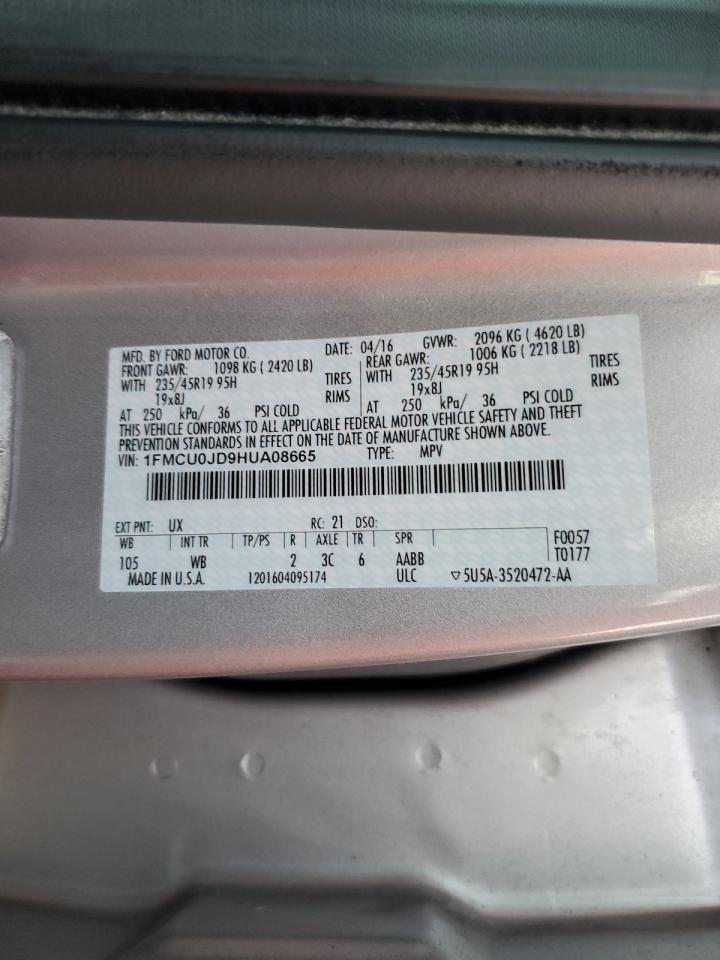 MFD. BY FORD MOTOR CO. DATE: 04/16 GVWR: 2096 KG ( 4620 LB)
FRONT GAWR: 1098 KG ( 2420 LB) REAR GAWR: 1006 KG ( 2218 LB)
WITH 235/45R19 95H TIRES WITH 235/45R19 95H TIRES
19x8J RIMS 19x8J RIMS
AT 250 kPa/ 36 PSI COLD AT 250 kPa/ 36 PSI COLD
THIS VEHICLE CONFORMS TO ALL APPLICABLE FEDERAL MOTOR VEHICLE SAFETY AND THEFT
PREVENTION STANDARDS IN EFFECT ON THE DATE OF MANUFACTURE SHOWN ABOVE.
VIN: 1FMCU0JD9HUA08665 TYPE: MPV
EXT PNT: UX RC: 21 DSO:
WB INT TR TP/PS R AXLE TR SPR F0057
105 WB 2 3C 6 AABB T0177
MADE IN U.S.A. 1201604095174 ULC ▽5U5A-3520472-AA